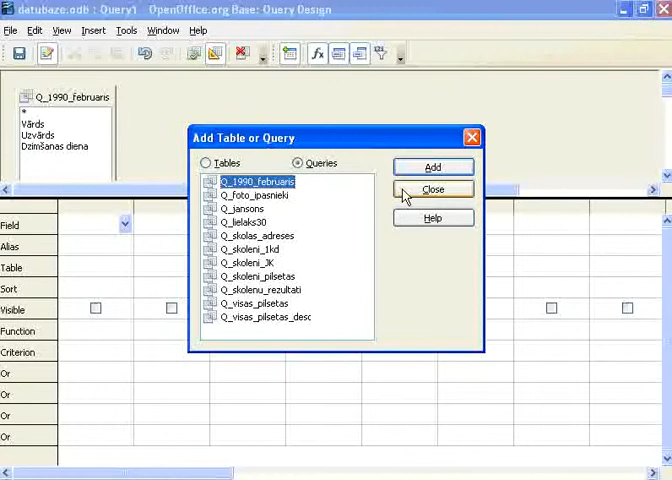 datubaze.odb : Query1 - OpenOffice.org Base: Query Design
File Edit View Insert Tools Window Help
Q_1990_februaris
*
Vārds
Uzvārds
Dzimšanas diena
Add Table or Query
Tables Queries
Q_1990_februaris
Q_foto_ipasnieki
Q_jansons
Q_lielaks30
Q_skolas_adreses
Q_skoleni_1kd
Q_skoleni_JK
Q_skoleni_pilsetas
Q_skolenu_rezultati
Q_visas_pilsetas
Q_visas_pilsetas_desc
Add
Close
Help
Field
Alias
Table
Sort
Visible
Function
Criterion
Or
Or
Or
Or